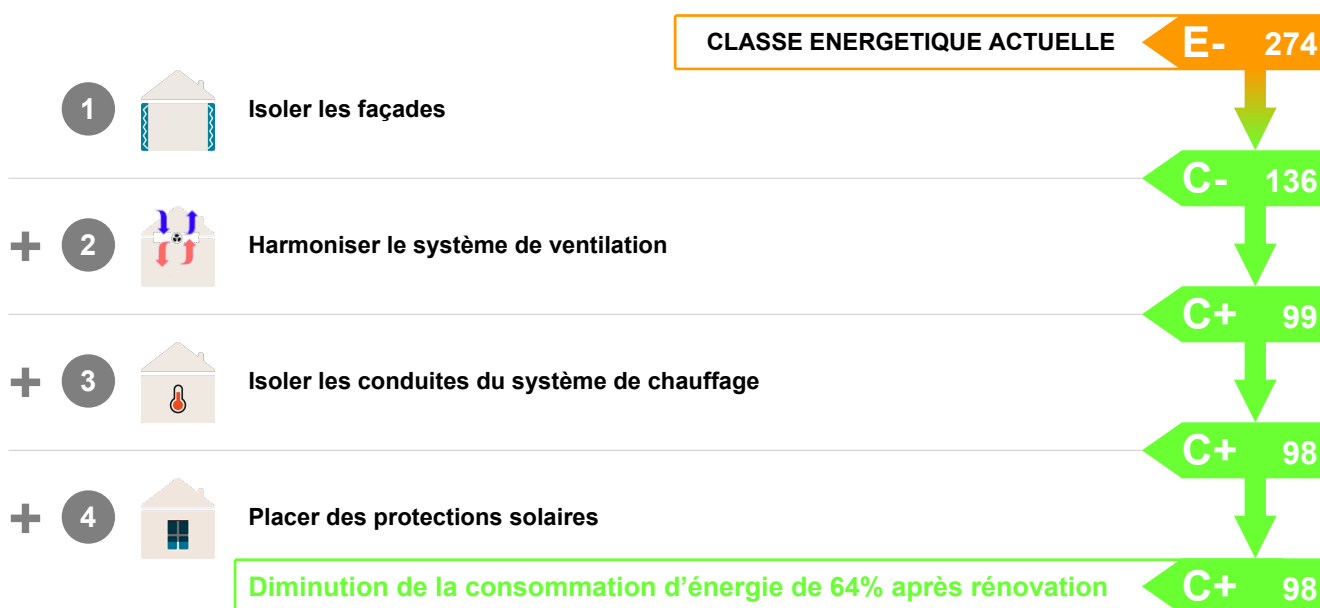 CLASSE ENERGETIQUE ACTUELLE E- 274
1 Isoler les façades
C- 136
+ 2 Harmoniser le système de ventilation
C+ 99
+ 3 Isoler les conduites du système de chauffage
C+ 98
+ 4 Placer des protections solaires
Diminution de la consommation d’énergie de 64% après rénovation C+ 98